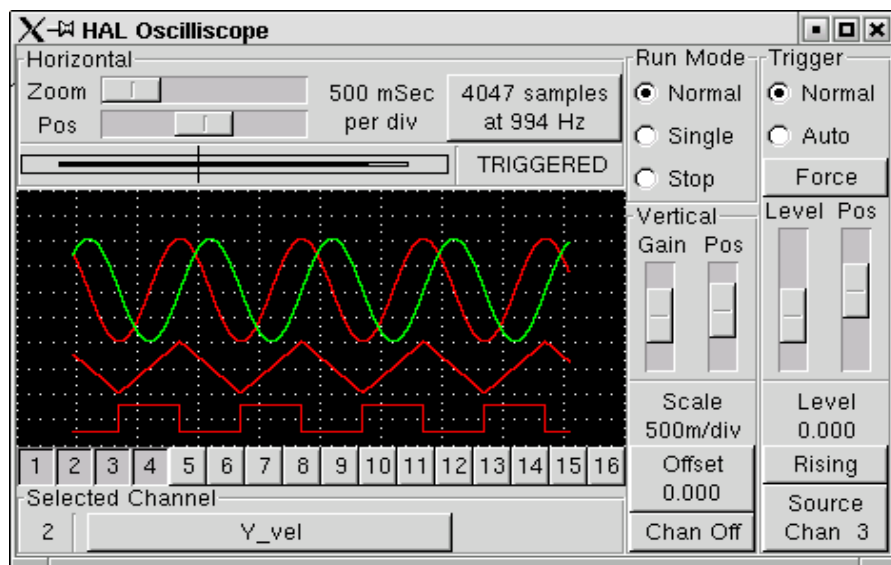 HAL Oscilliscope
Horizontal
Zoom
Pos
500 mSec
per div
4047 samples
at 994 Hz
TRIGGERED
Run Mode
Normal
Single
Stop
Trigger
Normal
Auto
Force
Level Pos
Vertical
Gain Pos
Scale
500m/div
Offset
0.000
Chan Off
Level
0.000
Rising
Source
Chan 3
1 2 3 4 5 6 7 8 9 10 11 12 13 14 15 16
Selected Channel
2
Y_vel